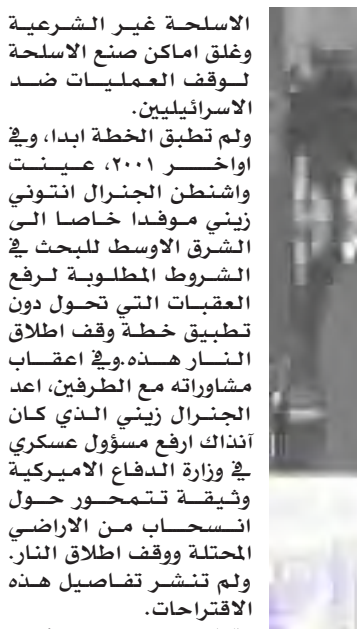 الاسلحة غير الشرعية
وغلق اماكن صنع الاسلحة
لوقف العمليات ضد
الاسرائيليين.
ولم تطبق الخطة ابدا، وفي
اواخر ٢٠٠١، عينت
واشنطن الجنرال انتوني
زيني موفدا خاصا الى
الشرق الاوسط للبحث في
الشروط المطلوبة لرفع
العقبات التي تحول دون
تطبيق خطة وقف اطلاق
النار هذه.وفي اعقاب
مشاوراته مع الطرفين، اعد
الجنرال زيني الذي كان
آنذاك ارفع مسؤول عسكري
في وزارة الدفاع الاميركية
وثيقة تتمحور حول
انسحاب من الاراضي
المحتلة ووقف اطلاق النار.
ولم تنشر تفاصيل هذه
الاقتراحات.